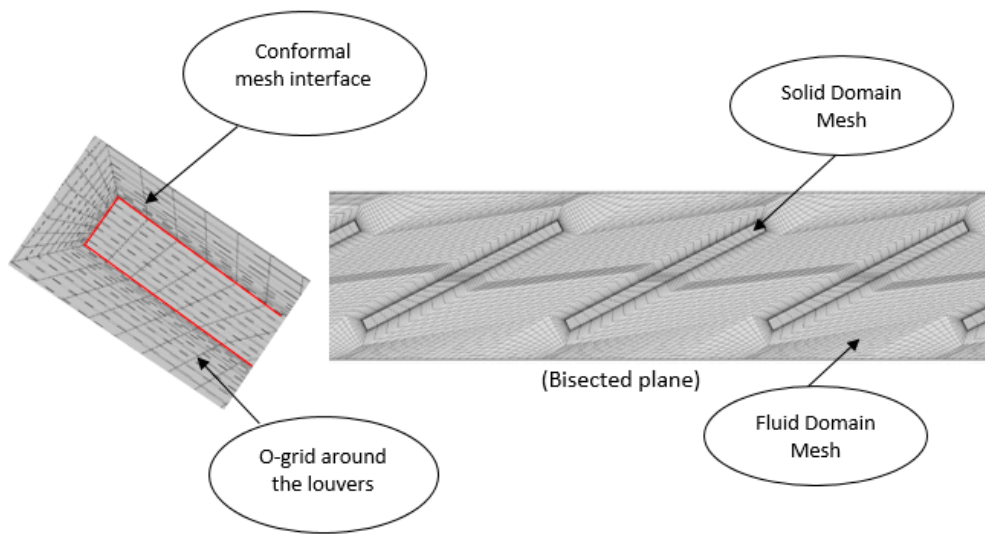 Conformal
mesh interface
Solid Domain
Mesh
(Bisected plane)
Fluid Domain
Mesh
O-grid around
the louvers